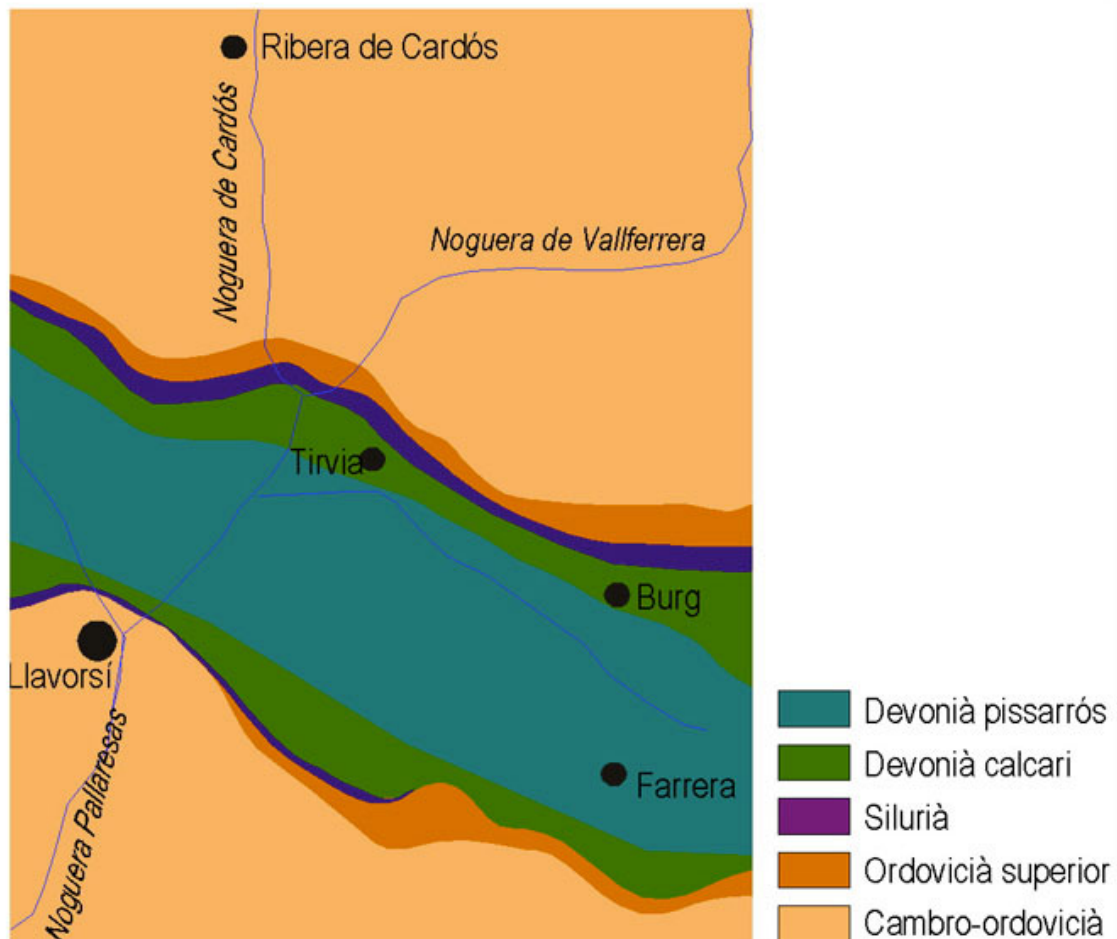 Ribera de Cardós
Noguera de Cardós
Noguera de Vallferrera
Tirvia
Burg
Llavorsí
Farrera
Noguera Pallaresas
Devonià pissarrós
Devonià calcari
Silurià
Ordovicià superior
Cambro-ordovicià